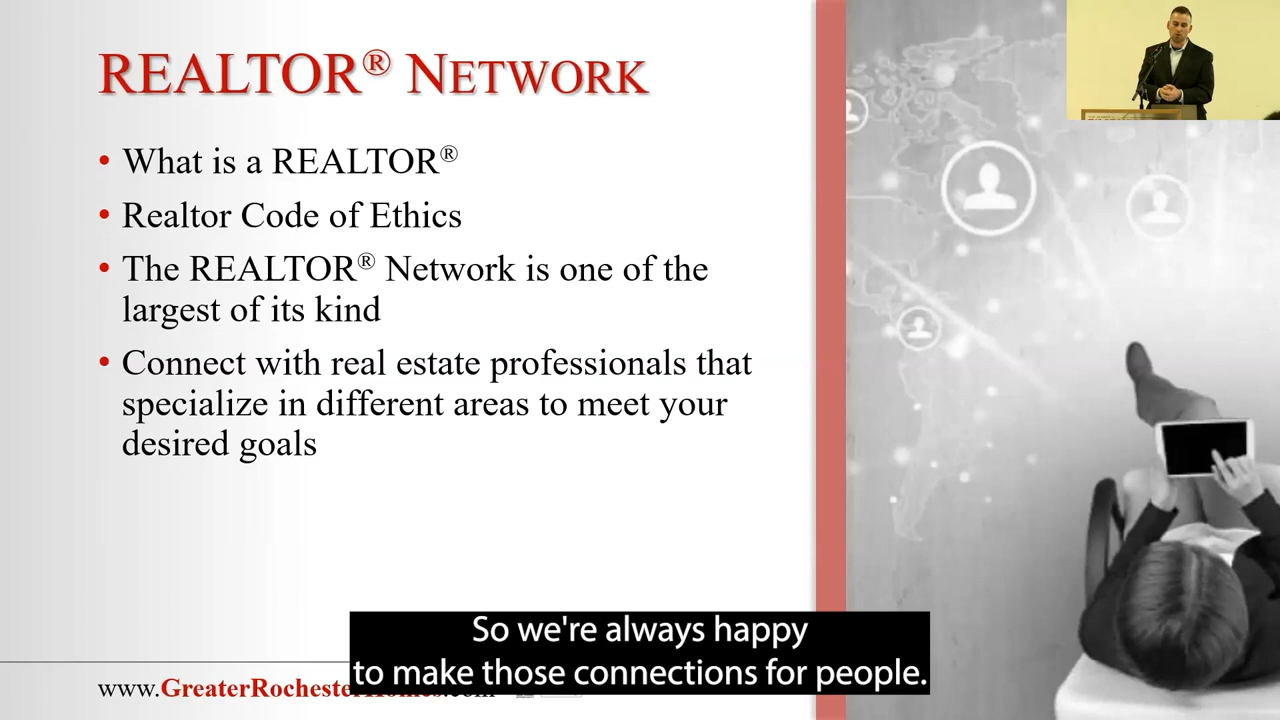 REALTOR® NETWORK
• What is a REALTOR®
• Realtor Code of Ethics
• The REALTOR® Network is one of the
largest of its kind
• Connect with real estate professionals that
specialize in different areas to meet your
desired goals
So we're always happy
to make those connections for people.
www.GreaterRochesterHomes.com